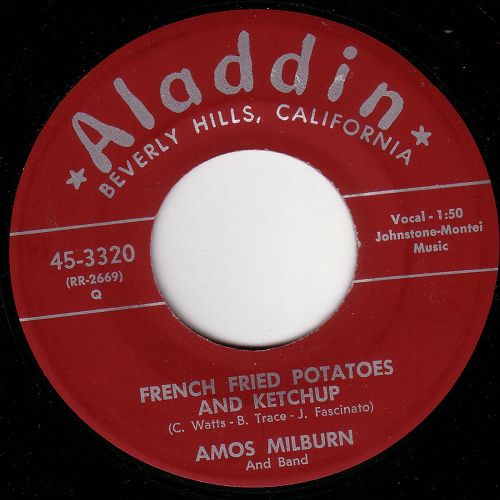 Aladdin
BEVERLY HILLS, CALIFORNIA
45-3320
(RR-2669)
Q
Vocal - 1:50
Johnstone-Montei
Music
FRENCH FRIED POTATOES
AND KETCHUP
(C. Watts - B. Trace - J. Fascinato)
AMOS MILBURN
And Band